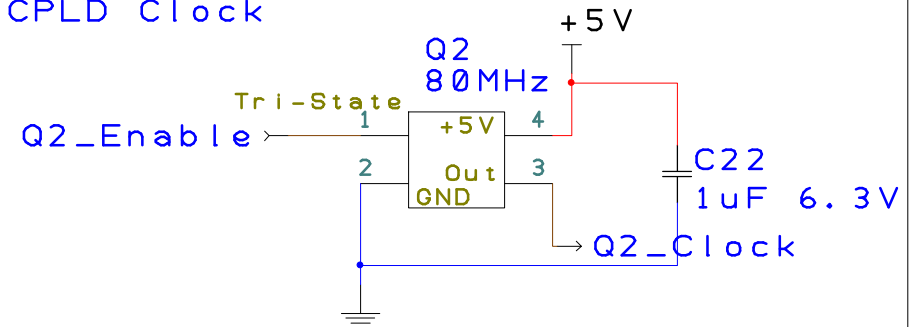 CPLD Clock
+5V
Q2
80MHz
Tri-State
1
+5V
4
Q2_Enable
2
Out
3
GND
C22
1uF 6.3V
Q2_Clock